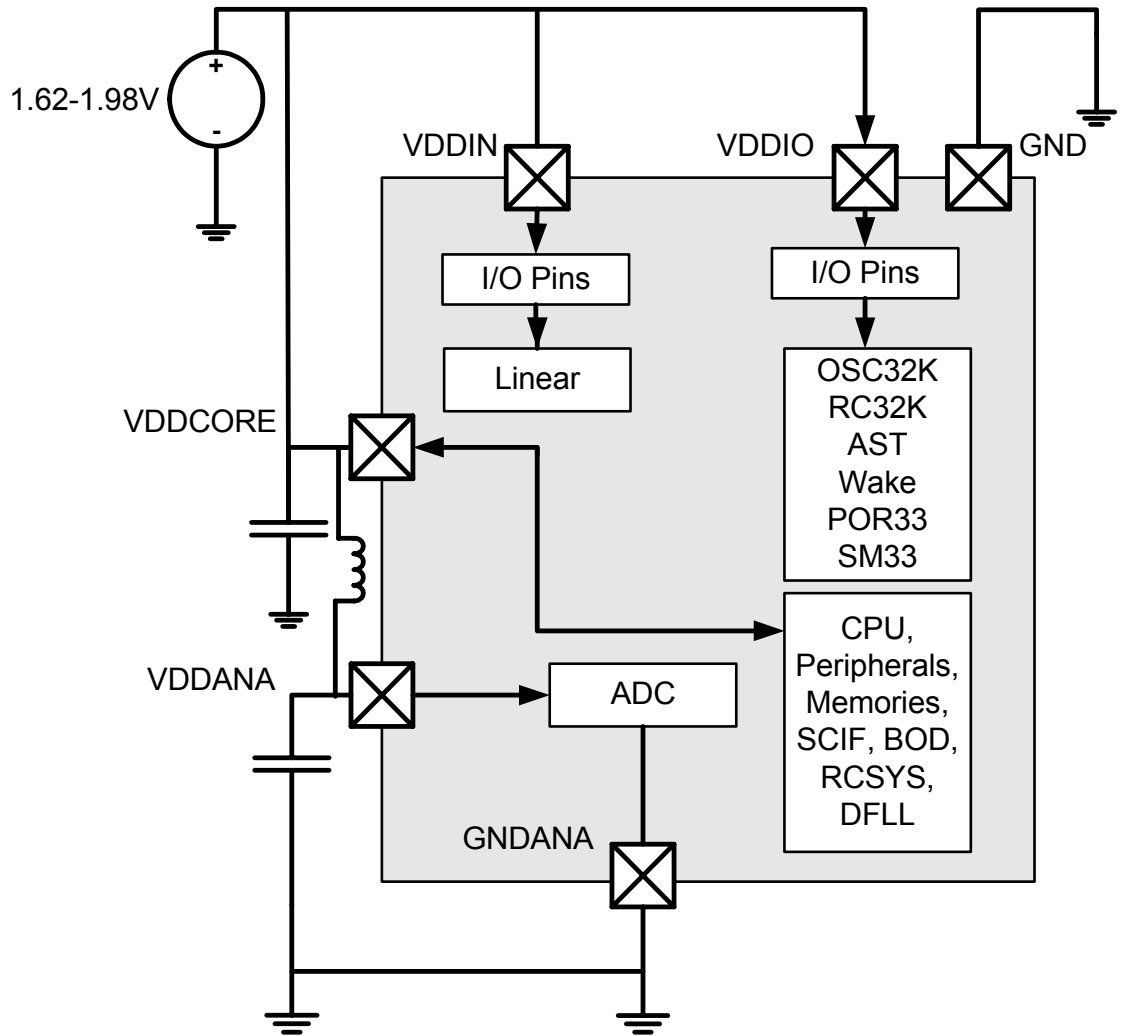 +
1.62-1.98V
-
VDDIN
VDDIO
GND
I/O Pins
I/O Pins
Linear
OSC32K
RC32K
AST
Wake
POR33
SM33
VDDCORE
CPU,
Peripherals,
Memories,
SCIF, BOD,
RCSYS,
DFLL
VDDANA
ADC
GNDANA